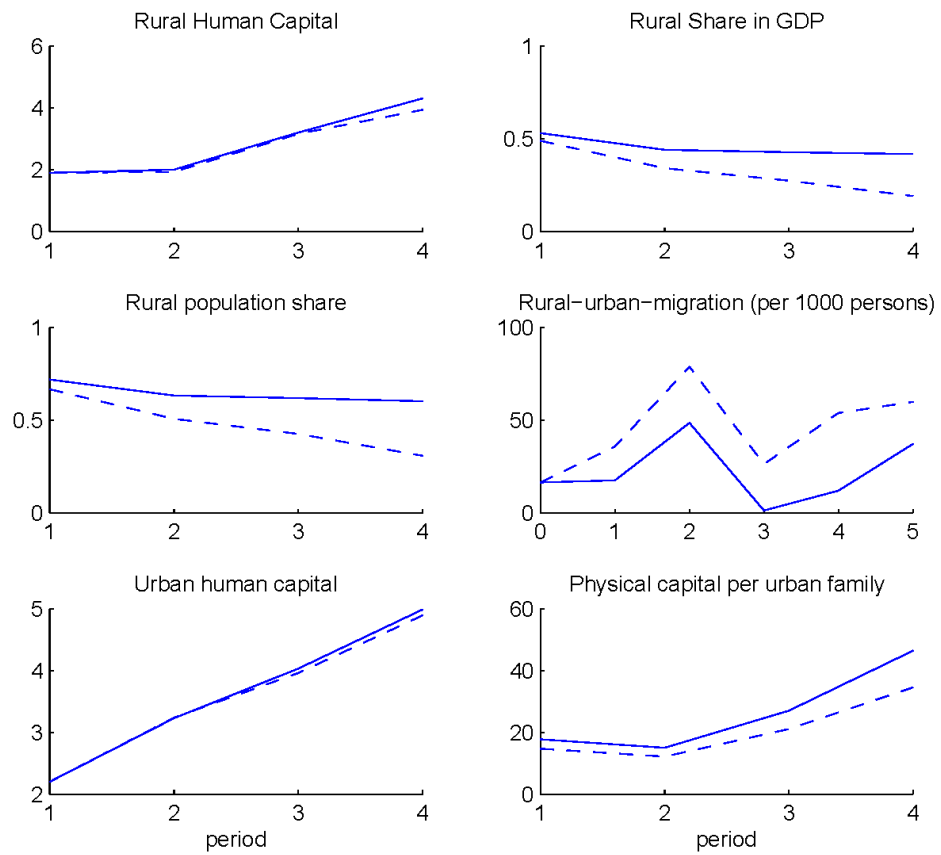 Rural Human Capital
6
4
2
0
1 2 3 4
Rural Share in GDP
1
0.5
0
1 2 3 4
Rural population share
1
0.5
0
1 2 3 4
Rural−urban−migration (per 1000 persons)
100
50
0
0 1 2 3 4 5
Urban human capital
5
4
3
2
1 2 3 4
period
Physical capital per urban family
60
40
20
0
1 2 3 4
period